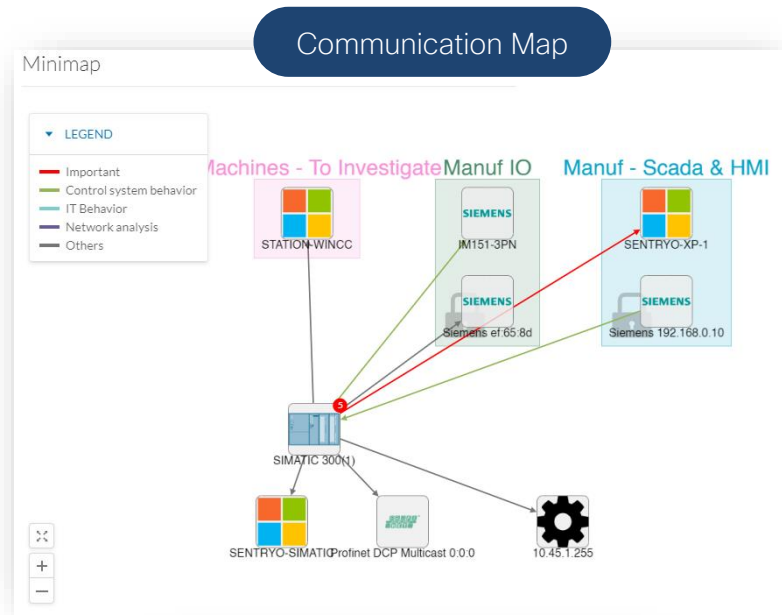 Communication Map
Minimap
LEGEND
Important
Control system behavior
IT Behavior
Network analysis
Others
Machines - To Investigate
Manuf IO
Manuf - Scada & HMI
STATION-WINCC
SIEMENS
IM151-3PN
SENTRYO-XP-1
SIEMENS
Siemens ef:65:8d
SIEMENS
Siemens 192.168.0.10
5
SIMATIC 300(1)
SENTRYO-SIMATIC
Profinet DCP Multicast 0:0:0
10.45.1.255